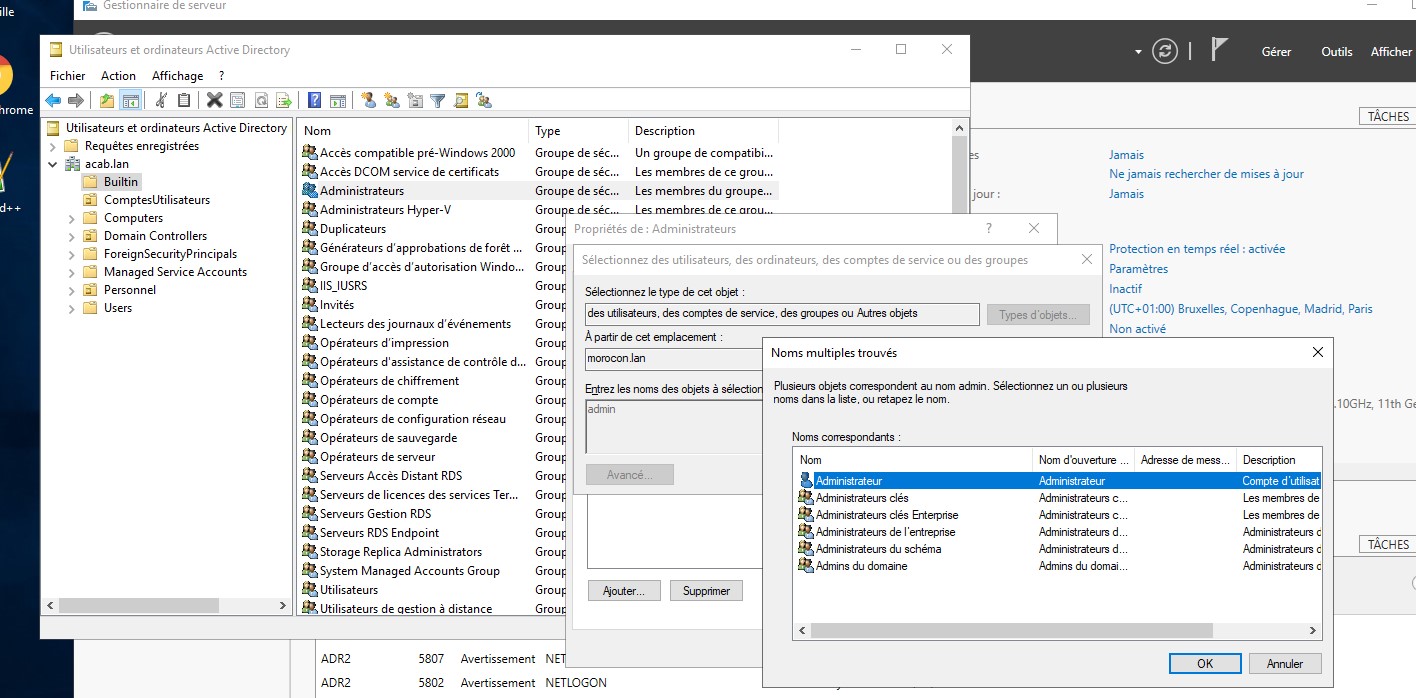 ille
Gestionnaire de serveur
Gérer
Outils
Afficher
hrome
d++
Utilisateurs et ordinateurs Active Directory
Fichier Action Affichage ?
Utilisateurs et ordinateurs Active Directory
Requêtes enregistrées
acab.lan
Builtin
ComptesUtilisateurs
Computers
Domain Controllers
ForeignSecurityPrincipals
Managed Service Accounts
Personnel
Users
Nom Type Description
Accès compatible pré-Windows 2000 Groupe de séc... Un groupe de compatibi...
Accès DCOM service de certificats Groupe de séc... Les membres de ce grou...
Administrateurs Groupe de séc... Les membres du groupe...
Administrateurs Hyper-V Groupe de séc... Les membres de ce grou...
Duplicateurs Group
Générateurs d'approbations de forêt ... Group
Groupe d'accès d'autorisation Windo... Group
IIS_IUSRS Group
Invités Group
Lecteurs des journaux d'événements Group
Opérateurs d'impression Group
Opérateurs d'assistance de contrôle d... Group
Opérateurs de chiffrement Group
Opérateurs de compte Group
Opérateurs de configuration réseau Group
Opérateurs de sauvegarde Group
Opérateurs de serveur Group
Serveurs Accès Distant RDS Group
Serveurs de licences des services Ter... Group
Serveurs Gestion RDS Group
Serveurs RDS Endpoint Group
Storage Replica Administrators Group
System Managed Accounts Group Group
Utilisateurs Group
Utilisateurs de gestion à distance Group
TÂCHES
es
Jamais
Ne jamais rechercher de mises à jour
jour :
Jamais
Protection en temps réel : activée
Paramètres
Inactif
(UTC+01:00) Bruxelles, Copenhague, Madrid, Paris
Non activé
.10GHz, 11th Ge
TÂCHES
Propriétés de : Administrateurs ?
Sélectionnez des utilisateurs, des ordinateurs, des comptes de service ou des groupes
Sélectionnez le type de cet objet :
des utilisateurs, des comptes de service, des groupes ou Autres objets
Types d'objets...
À partir de cet emplacement :
morocon.lan
Entrez les noms des objets à sélection
admin
Avancé...
Ajouter...
Supprimer
Noms multiples trouvés
Plusieurs objets correspondent au nom admin. Sélectionnez un ou plusieurs
noms dans la liste, ou retapez le nom.
Noms correspondants :
Nom Nom d'ouverture ... Adresse de mess... Description
Administrateur Administrateur Compte d'utilisat
Administrateurs clés Administrateurs c... Les membres de
Administrateurs clés Enterprise Administrateurs c... Les membres de
Administrateurs de l'entreprise Administrateurs d... Administrateurs d
Administrateurs du schéma Administrateurs d... Administrateurs d
Admins du domaine Admins du domai... Administrateurs d
OK
Annuler
ADR2 5807 Avertissement NET
ADR2 5802 Avertissement NETLOGON